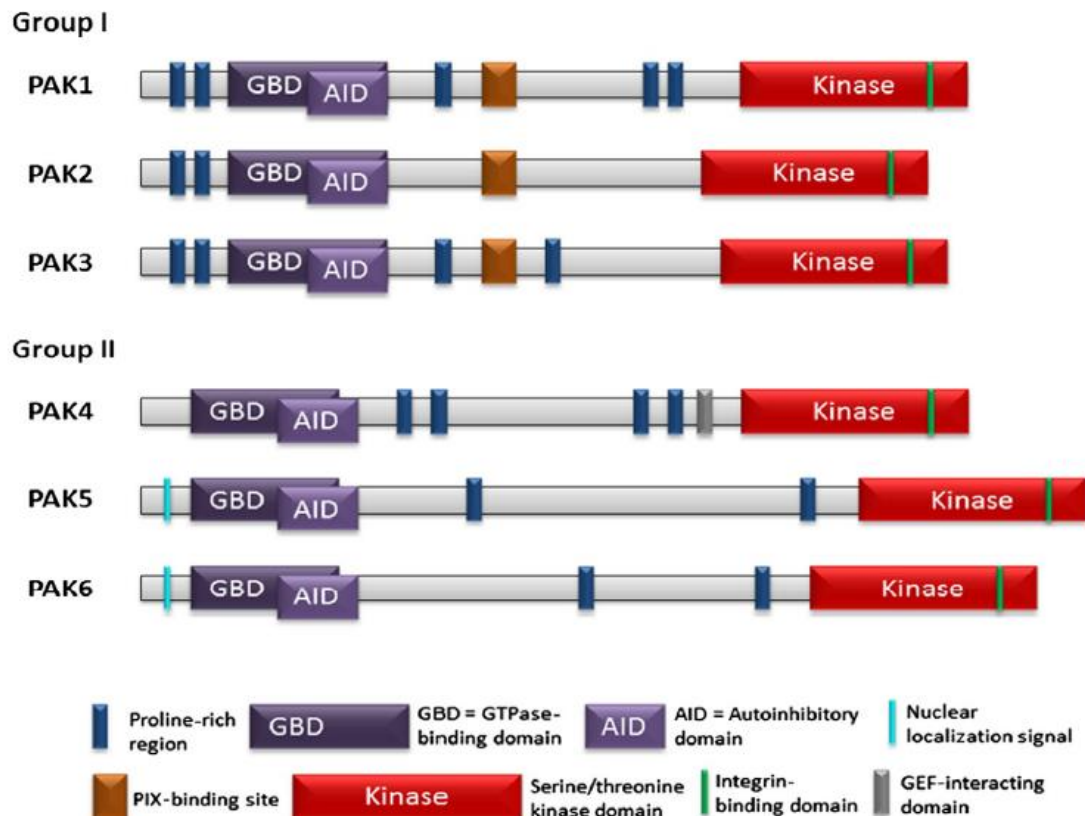 Group I
PAK1
GBD
AID
Kinase
PAK2
GBD
AID
Kinase
PAK3
GBD
AID
Kinase
Group II
PAK4
GBD
AID
Kinase
PAK5
GBD
AID
Kinase
PAK6
GBD
AID
Kinase
Proline-rich
region
GBD
GBD = GTPase-
binding domain
AID
AID = Autoinhibitory
domain
Nuclear
localization signal
PIX-binding site
Kinase
Serine/threonine
kinase domain
Integrin-
binding domain
GEF-interacting
domain